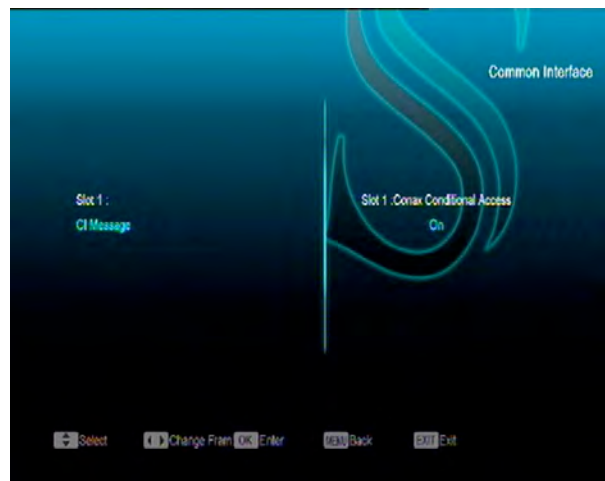 Common Interface
Slot 1 :
Slot 1 :Conax Conditional Access
CI Message
On
Select
Change Fram OK Enter
MENU Back
EXIT Exit